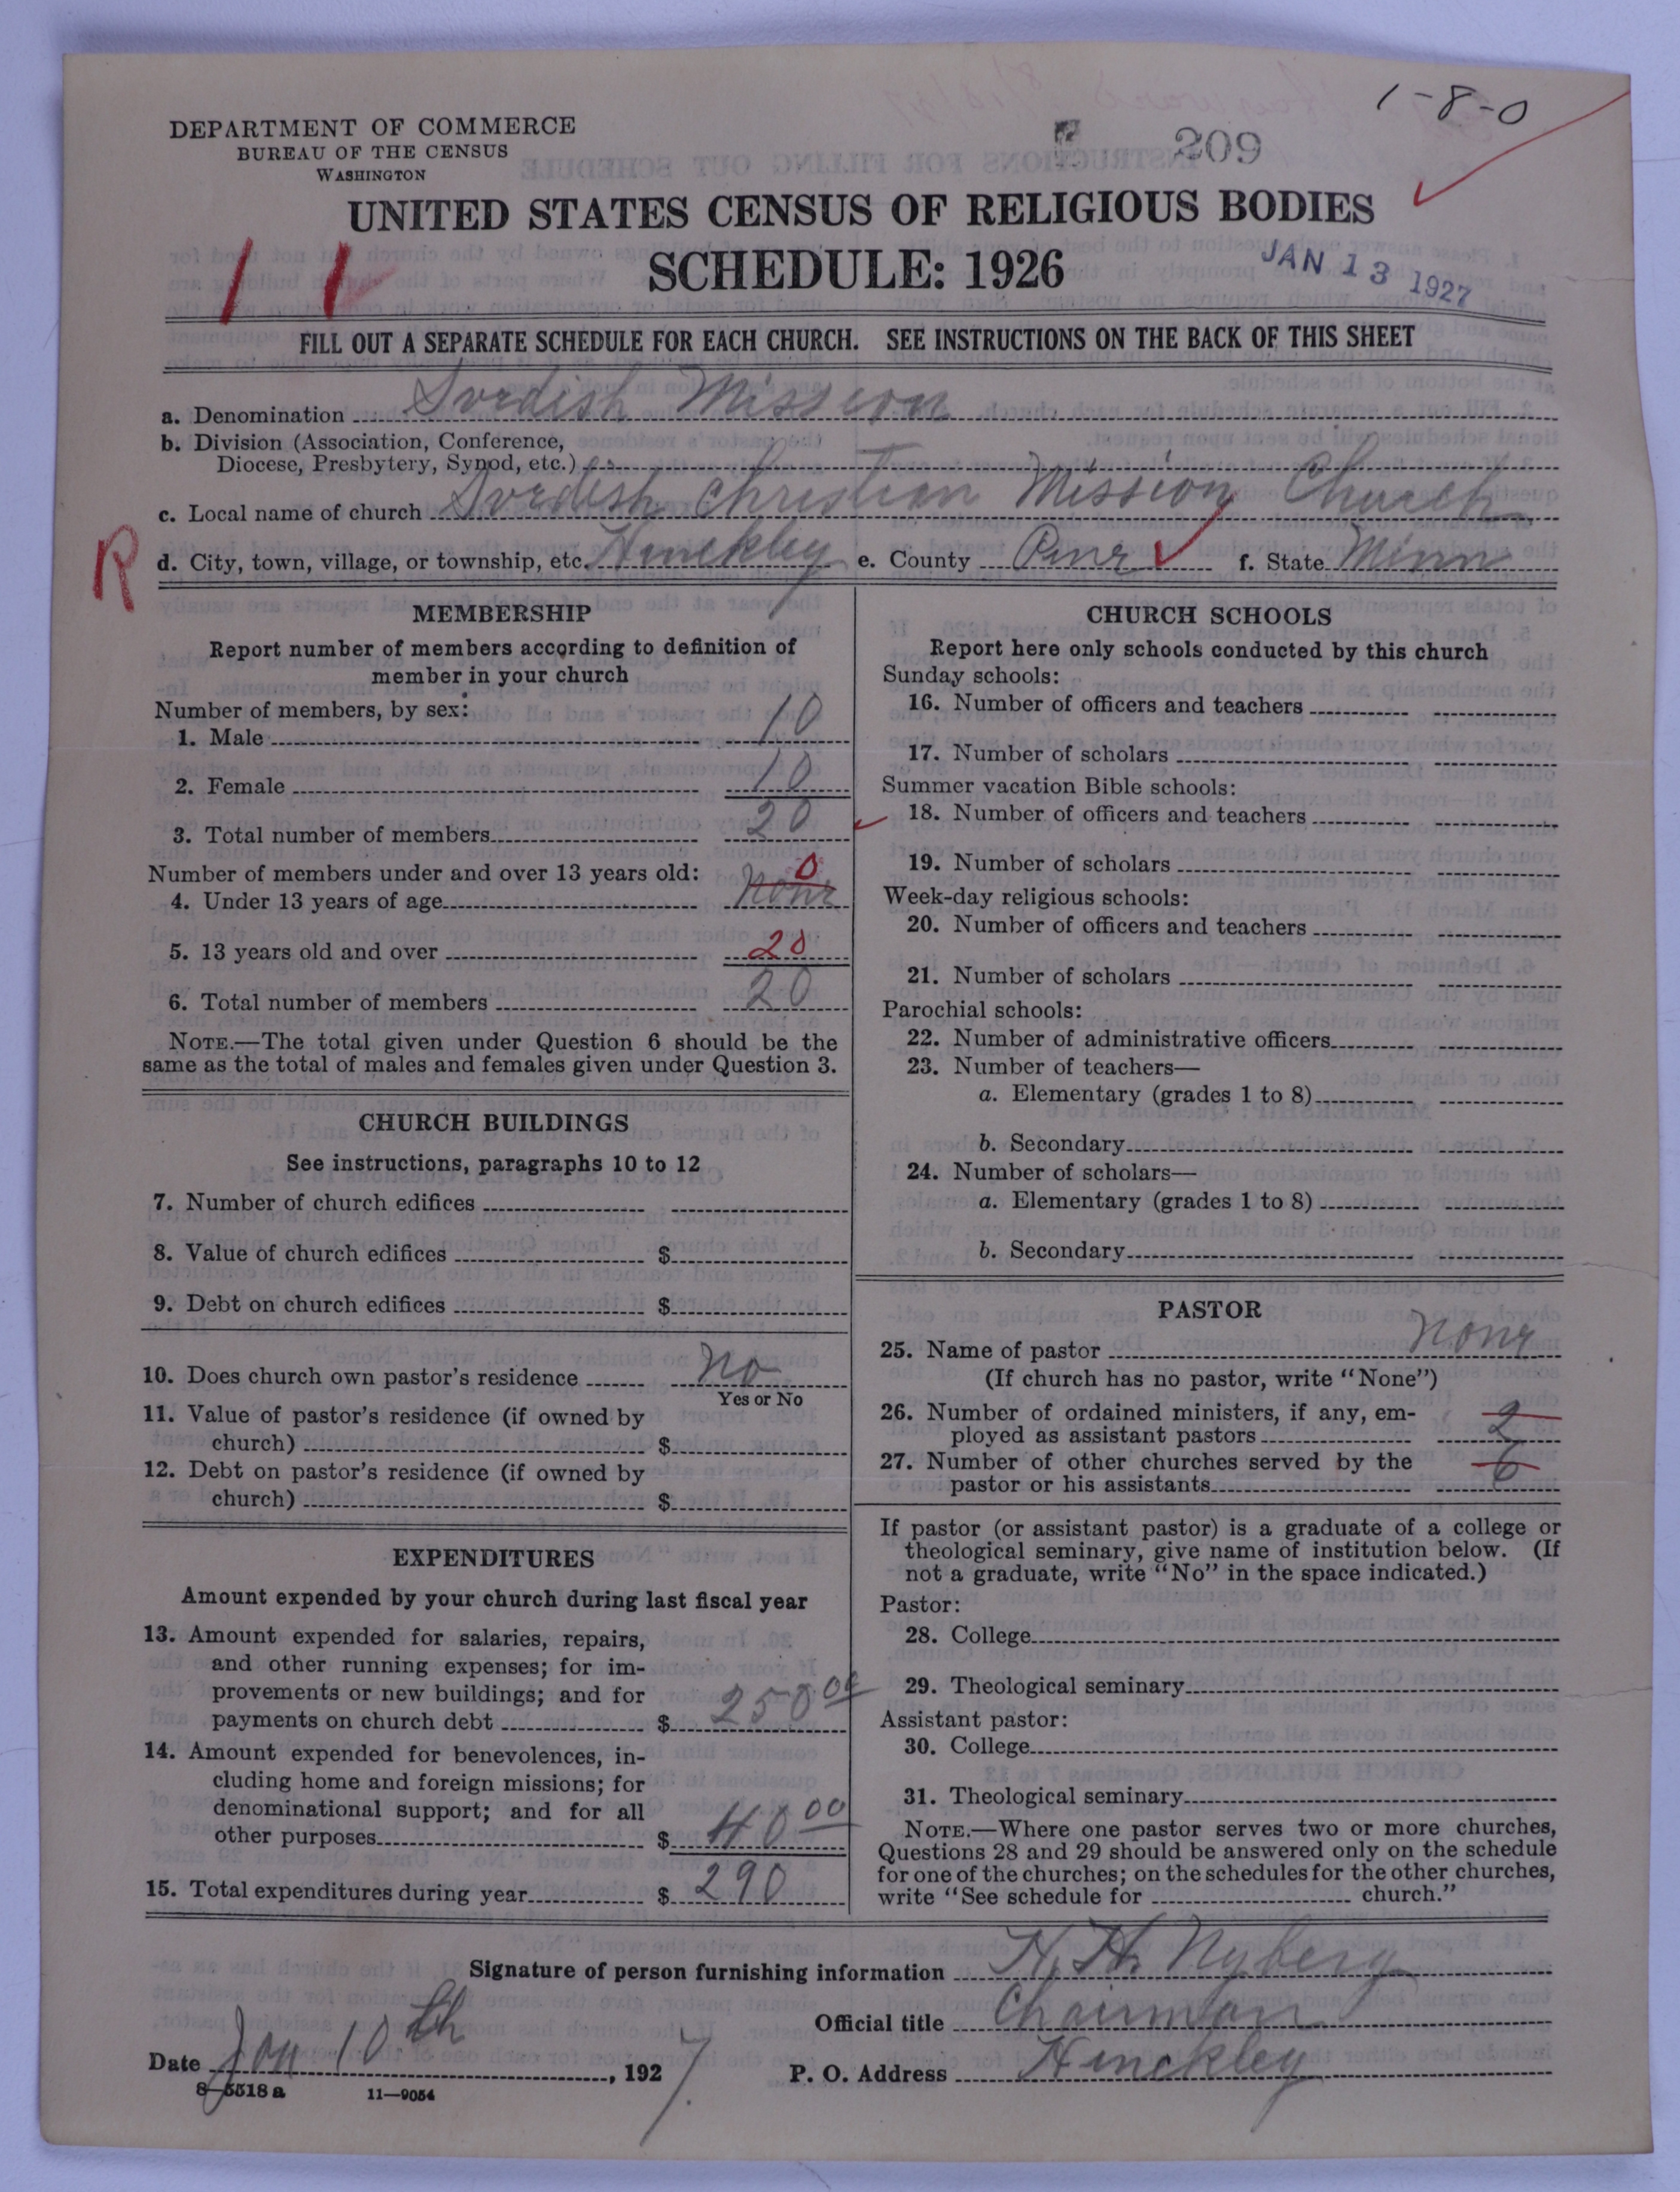 1-8-0
DEPARTMENT OF COMMERCE
BUREAU OF THE CENSUS
WASHINGTON
209
UNITED STATES CENSUS OF RELIGIOUS BODIES
SCHEDULE: 1926
JAN 13 1927
1 1
FILL OUT A SEPARATE SCHEDULE FOR EACH CHURCH. SEE INSTRUCTIONS ON THE BACK OF THIS SHEET
a. Denomination Swedish Mission
b. Division (Association, Conference,
Diocese, Presbytery, Synod, etc.)
c. Local name of church Swedish Christian Mission Church
R
d. City, town, village, or township, etc. Hinckley e. County Pine f. State Minn
MEMBERSHIP
Report number of members according to definition of
member in your church
Number of members, by sex:
1. Male 10
2. Female 10
3. Total number of members 20
Number of members under and over 13 years old: 0
4. Under 13 years of age None
5. 13 years old and over 20
6. Total number of members 20
NOTE.—The total given under Question 6 should be the
same as the total of males and females given under Question 3.
CHURCH BUILDINGS
See instructions, paragraphs 10 to 12
7. Number of church edifices
8. Value of church edifices $
9. Debt on church edifices $
10. Does church own pastor's residence No
Yes or No
11. Value of pastor's residence (if owned by
church) $
12. Debt on pastor's residence (if owned by
church) $
EXPENDITURES
Amount expended by your church during last fiscal year
13. Amount expended for salaries, repairs,
and other running expenses; for im-
provements or new buildings; and for
payments on church debt $ 250 00
14. Amount expended for benevolences, in-
cluding home and foreign missions; for
denominational support; and for all
other purposes $ 40 00
15. Total expenditures during year $ 290
CHURCH SCHOOLS
Report here only schools conducted by this church
Sunday schools:
16. Number of officers and teachers
17. Number of scholars
Summer vacation Bible schools:
18. Number of officers and teachers
19. Number of scholars
Week-day religious schools:
20. Number of officers and teachers
21. Number of scholars
Parochial schools:
22. Number of administrative officers
23. Number of teachers—
a. Elementary (grades 1 to 8)
b. Secondary
24. Number of scholars—
a. Elementary (grades 1 to 8)
b. Secondary
PASTOR
25. Name of pastor None
(If church has no pastor, write "None")
26. Number of ordained ministers, if any, em-
ployed as assistant pastors 2
27. Number of other churches served by the
pastor or his assistants 6
If pastor (or assistant pastor) is a graduate of a college or
theological seminary, give name of institution below. (If
not a graduate, write "No" in the space indicated.)
Pastor:
28. College
29. Theological seminary
Assistant pastor:
30. College
31. Theological seminary
NOTE.—Where one pastor serves two or more churches,
Questions 28 and 29 should be answered only on the schedule
for one of the churches; on the schedules for the other churches,
write "See schedule for church."
Signature of person furnishing information N. H. Nyberg
Official title Chairman
Date Jan 10th, 1927. P. O. Address Hinckley
8—5518 a 11—9054